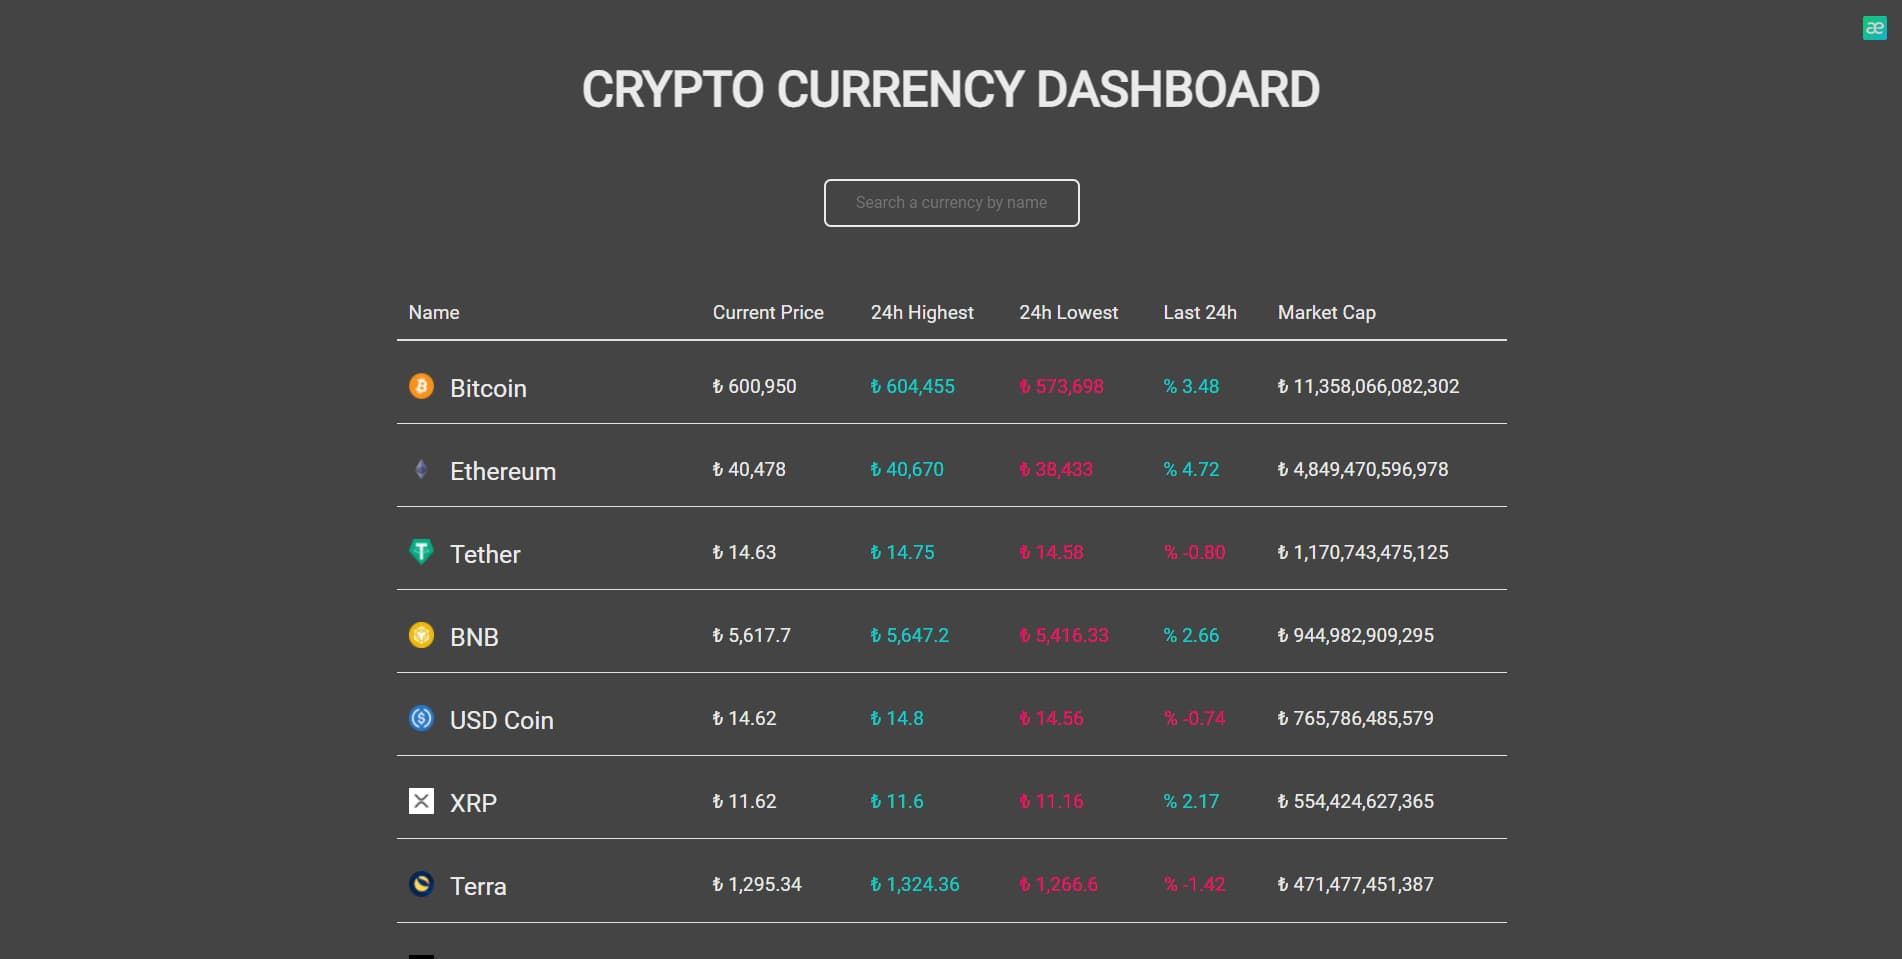 æ
CRYPTO CURRENCY DASHBOARD
Search a currency by name
Name Current Price 24h Highest 24h Lowest Last 24h Market Cap
Bitcoin ₺ 600,950 ₺ 604,455 ₺ 573,698 % 3.48 ₺ 11,358,066,082,302
Ethereum ₺ 40,478 ₺ 40,670 ₺ 38,433 % 4.72 ₺ 4,849,470,596,978
Tether ₺ 14.63 ₺ 14.75 ₺ 14.58 % -0.80 ₺ 1,170,743,475,125
BNB ₺ 5,617.7 ₺ 5,647.2 ₺ 5,416.33 % 2.66 ₺ 944,982,909,295
USD Coin ₺ 14.62 ₺ 14.8 ₺ 14.56 % -0.74 ₺ 765,786,485,579
XRP ₺ 11.62 ₺ 11.6 ₺ 11.16 % 2.17 ₺ 554,424,627,365
Terra ₺ 1,295.34 ₺ 1,324.36 ₺ 1,266.6 % -1.42 ₺ 471,477,451,387